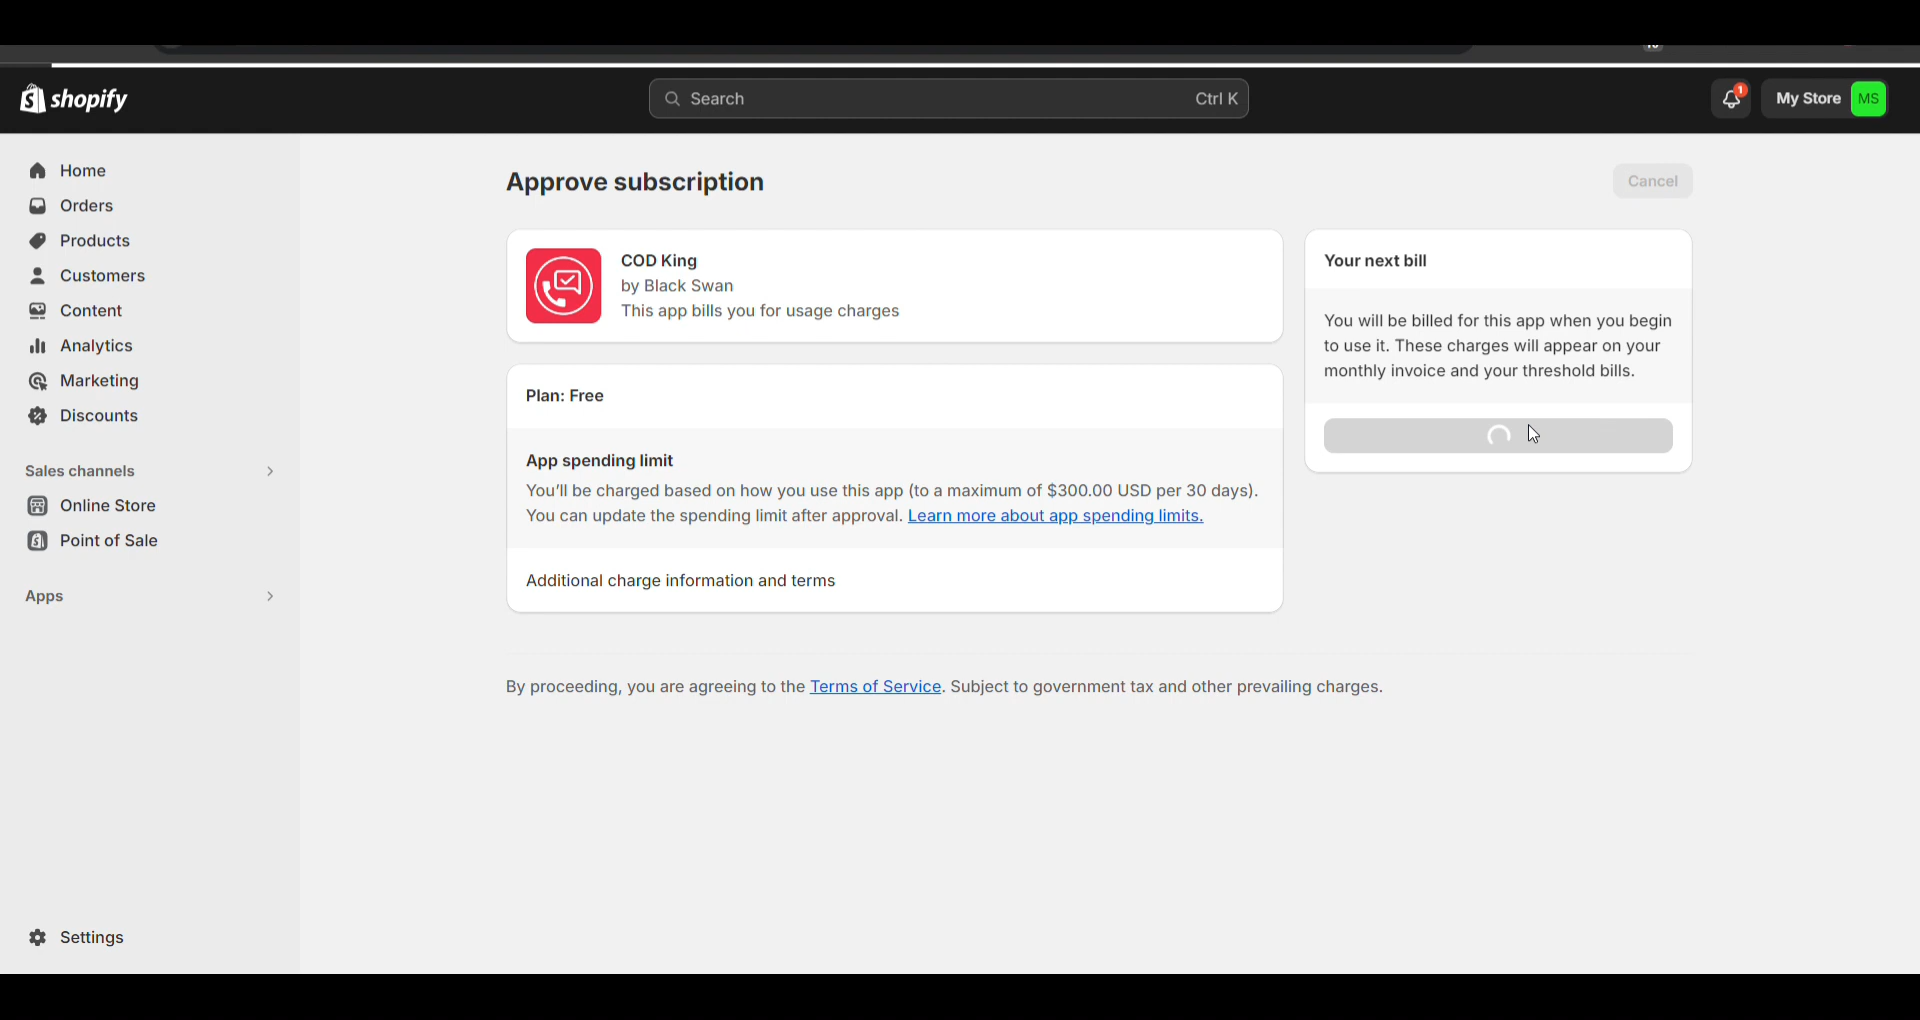 shopify
Search
Ctrl K
1
My Store
MS
Home
Orders
Products
Customers
Content
Analytics
Marketing
Discounts
Sales channels
Online Store
Point of Sale
Apps
Settings
Approve subscription
Cancel
COD King
by Black Swan
This app bills you for usage charges
Plan: Free
App spending limit
You'll be charged based on how you use this app (to a maximum of $300.00 USD per 30 days).
You can update the spending limit after approval. Learn more about app spending limits.
Additional charge information and terms
Your next bill
You will be billed for this app when you begin
to use it. These charges will appear on your
monthly invoice and your threshold bills.
By proceeding, you are agreeing to the Terms of Service. Subject to government tax and other prevailing charges.